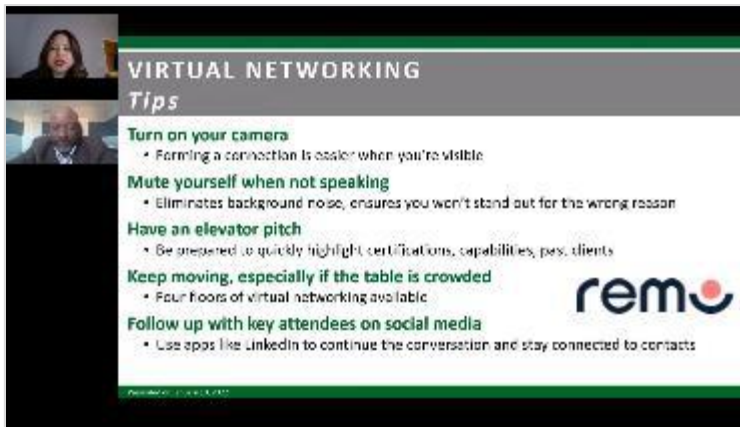 VIRTUAL NETWORKING
Tips
Turn on your camera
• Forming a connection is easier when you're visible
Mute yourself when not speaking
• Eliminates background noise, ensures you won't stand out for the wrong reason
Have an elevator pitch
• Be prepared to quickly highlight certifications, capabilities, past clients
Keep moving, especially if the table is crowded
• Four floors of virtual networking available
remo
Follow up with key attendees on social media
• Use apps like LinkedIn to continue the conversation and stay connected to contacts